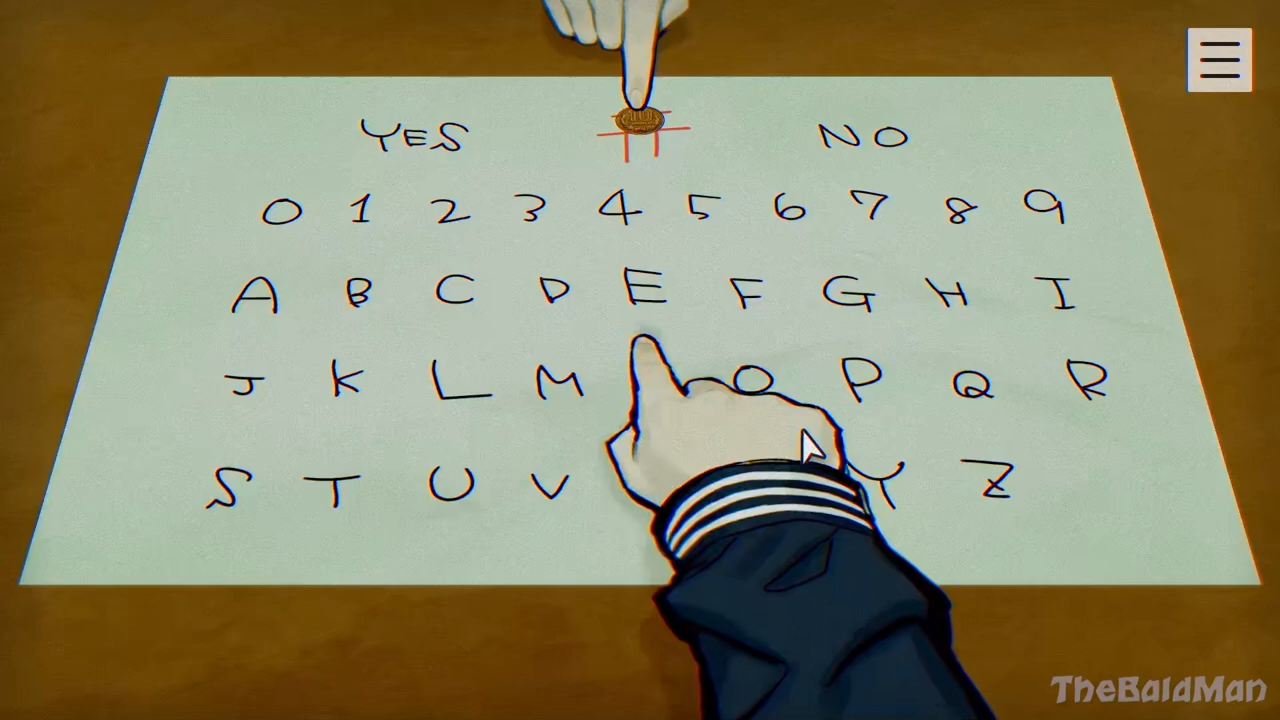 YES NO
0 1 2 3 4 5 6 7 8 9
A B C D E F G H I
J K L M O P Q R
S T U V Y Z
TheBaldMan